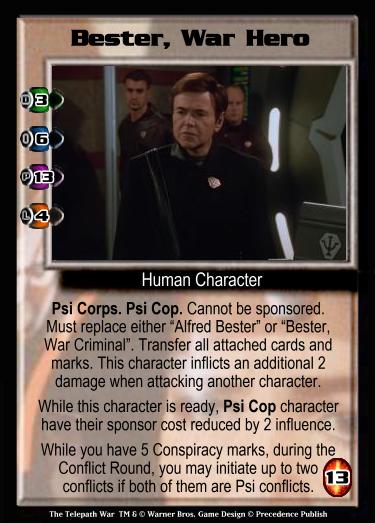 Bester, War Hero
D 3
I 6
P 13
L 4
Human Character
Psi Corps. Psi Cop. Cannot be sponsored.
Must replace either “Alfred Bester” or “Bester,
War Criminal”. Transfer all attached cards and
marks. This character inflicts an additional 2
damage when attacking another character.
While this character is ready, Psi Cop character
have their sponsor cost reduced by 2 influence.
While you have 5 Conspiracy marks, during the
Conflict Round, you may initiate up to two
conflicts if both of them are Psi conflicts.
13
The Telepath War TM & © Warner Bros. Game Design © Precedence Publish